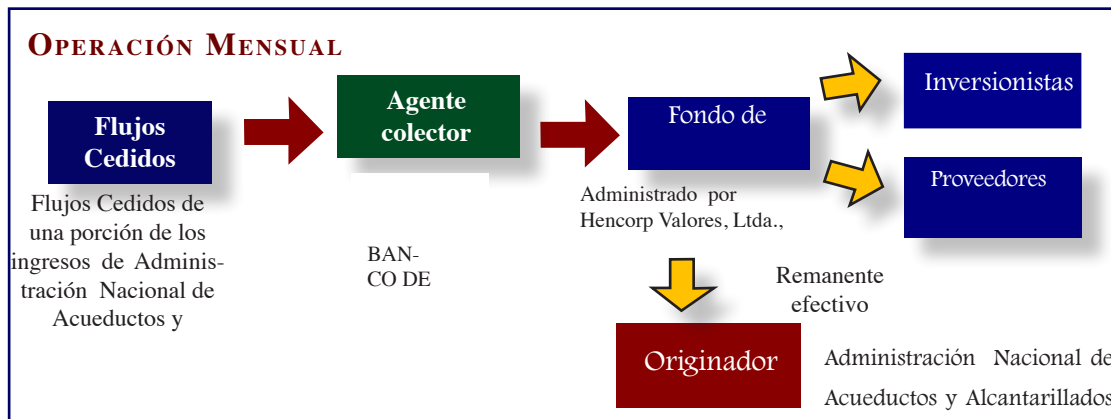 OPERACIÓN MENSUAL
Flujos
Cedidos
Flujos Cedidos de
una porción de los
ingresos de Adminis-
tración Nacional de
Acueductos y
Agente
colector
BAN-
CO DE
Fondo de
Administrado por
Hencorp Valores, Ltda.,
Inversionistas
Proveedores
Remanente
efectivo
Originador
Administración Nacional de
Acueductos y Alcantarillados